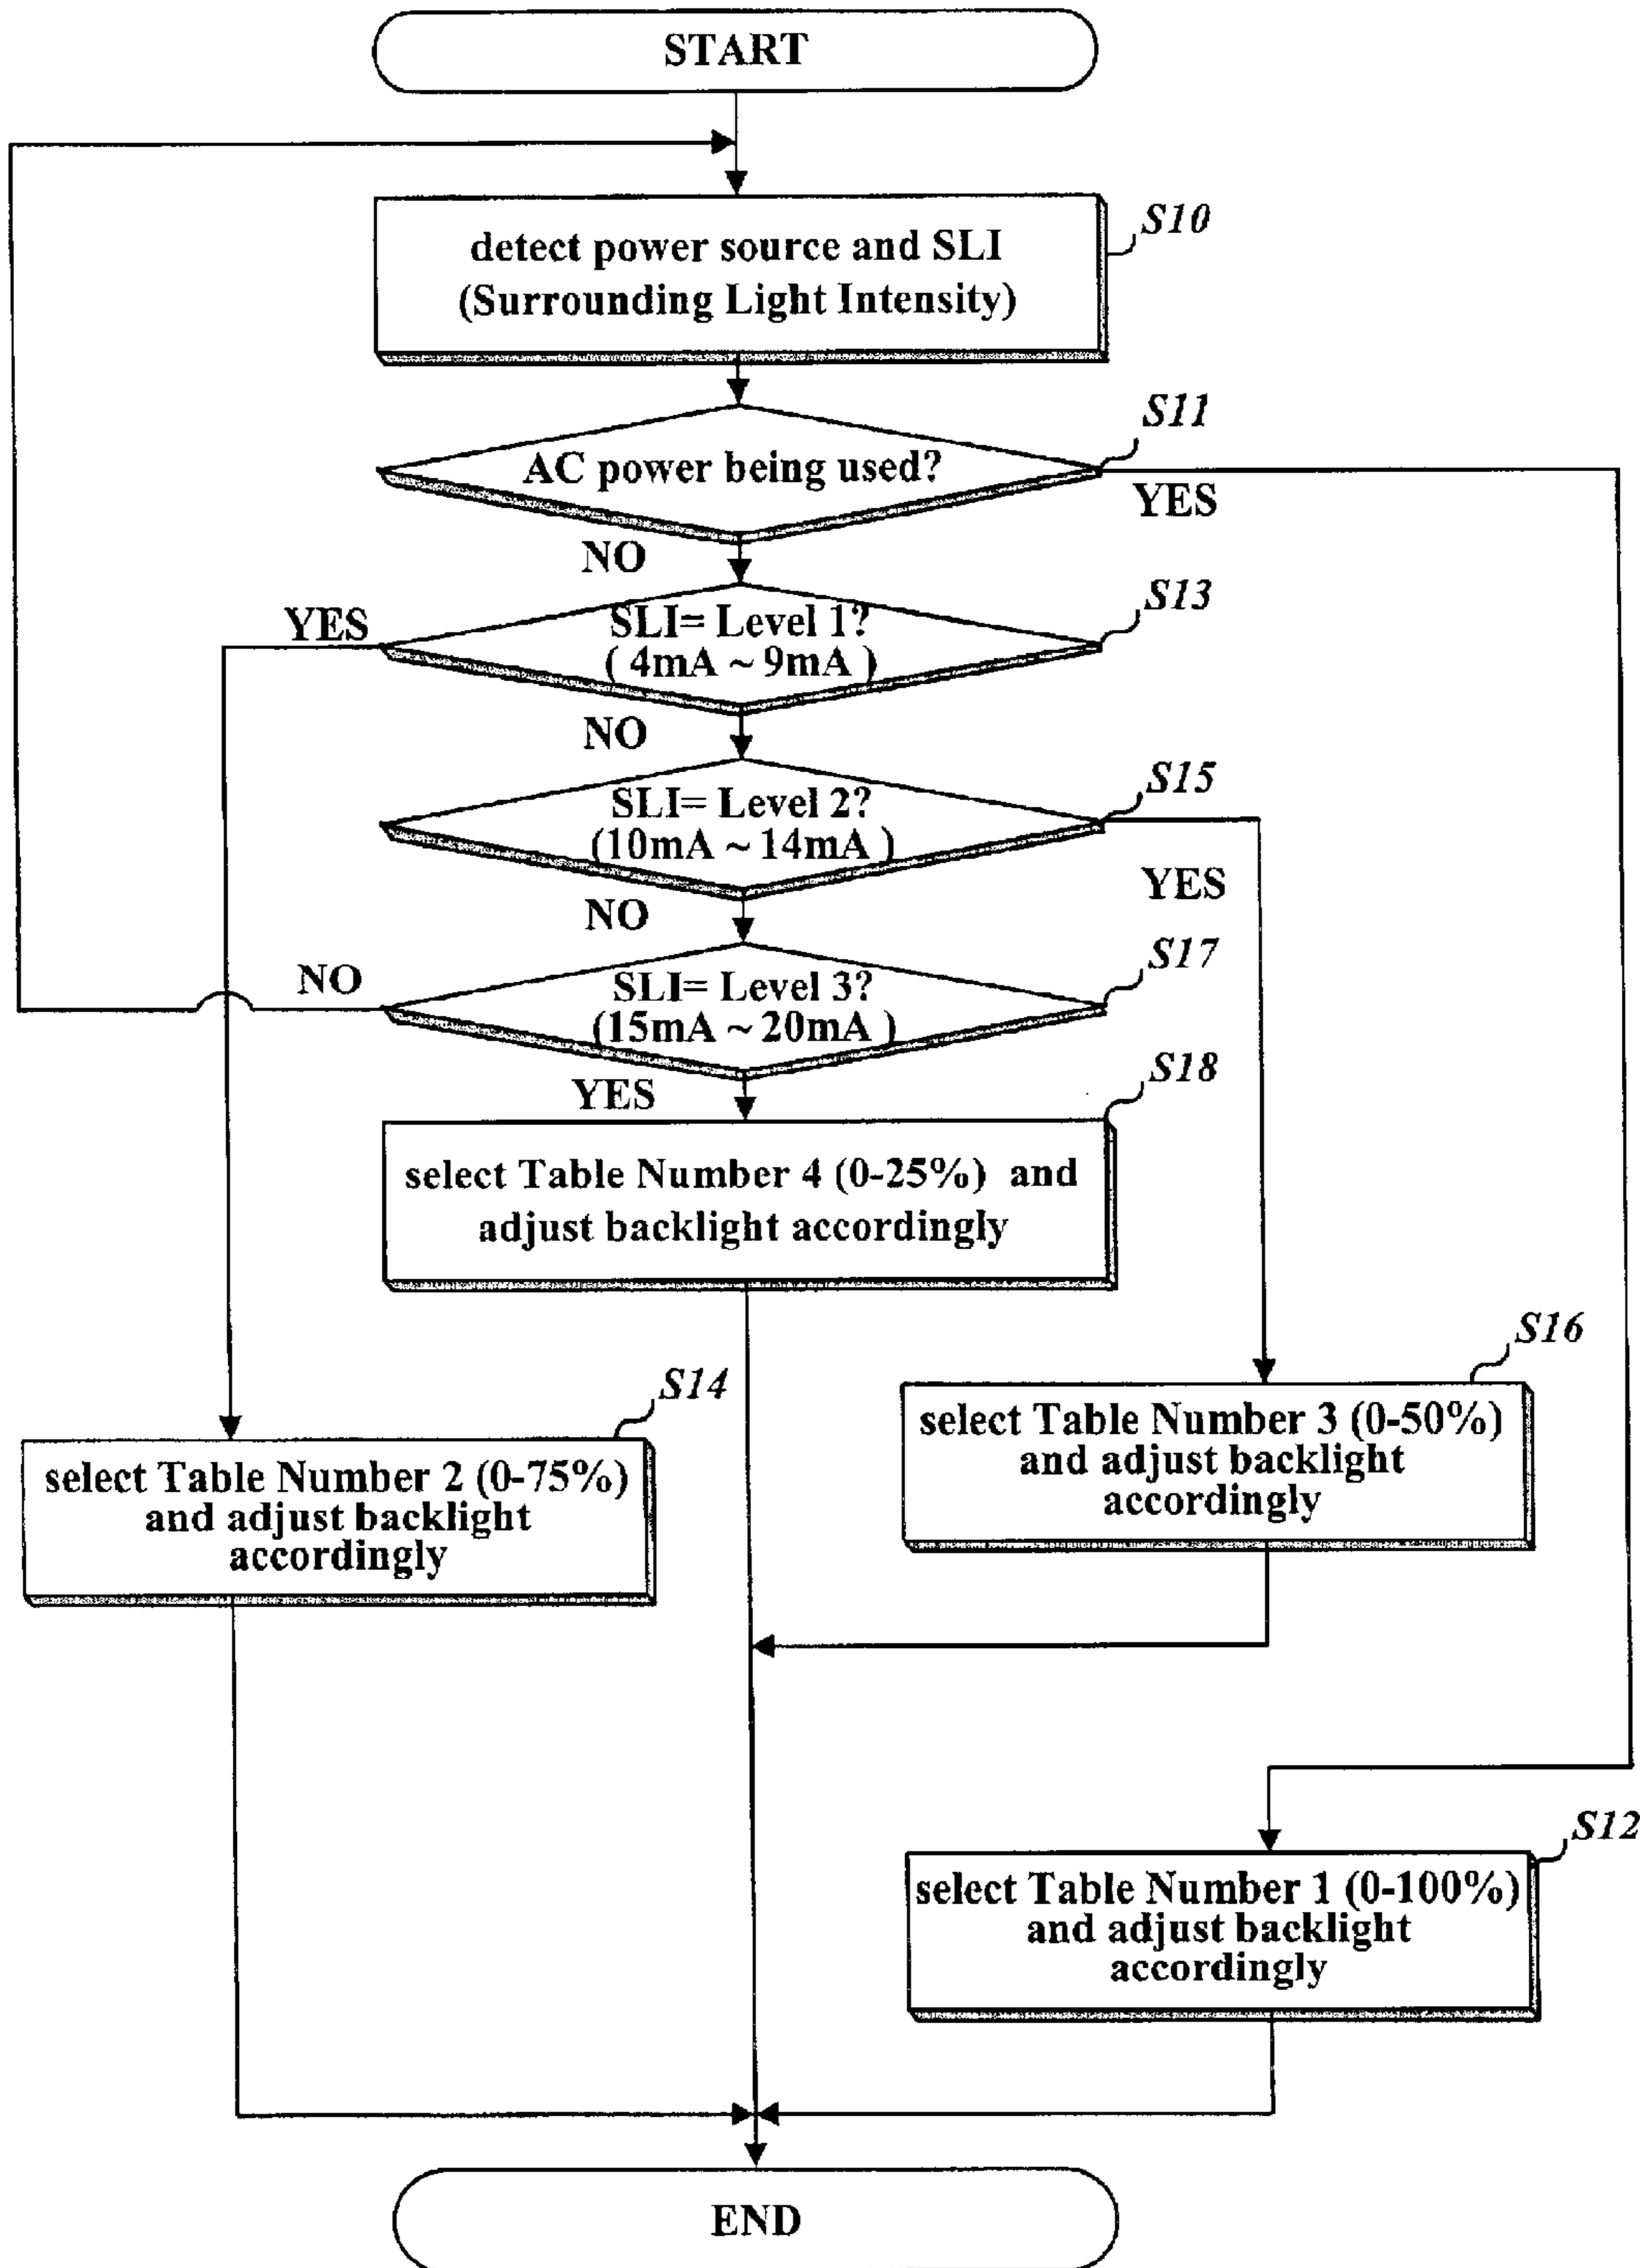 START
detect power source and SLI
(Surrounding Light Intensity)
S10
AC power being used?
S11
YES
NO
SLI= Level 1?
( 4mA ~ 9mA )
S13
YES
NO
SLI= Level 2?
(10mA ~ 14mA )
S15
YES
NO
SLI= Level 3?
(15mA ~ 20mA )
S17
NO
YES
S18
select Table Number 4 (0-25%) and
adjust backlight accordingly
S16
select Table Number 3 (0-50%)
and adjust backlight
accordingly
S14
select Table Number 2 (0-75%)
and adjust backlight
accordingly
S12
select Table Number 1 (0-100%)
and adjust backlight
accordingly
END